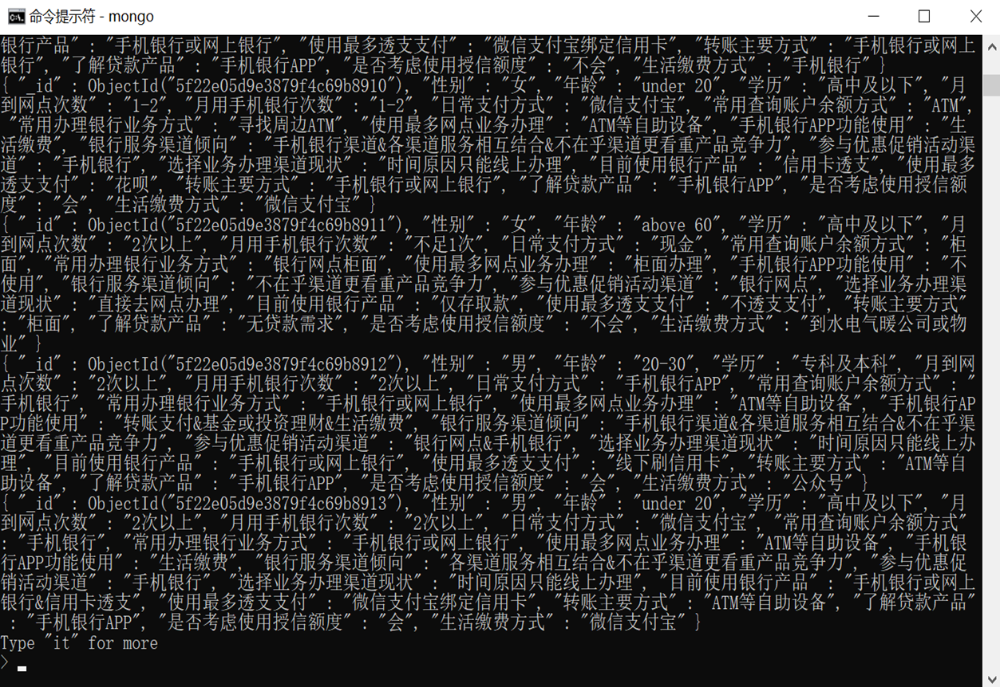 命令提示符 - mongo
银行产品" : "手机银行或网上银行", "使用最多透支支付" : "微信支付宝绑定信用卡", "转账主要方式" : "手机银行或网上
银行", "了解贷款产品" : "手机银行APP", "是否考虑使用授信额度" : "不会", "生活缴费方式" : "手机银行" }
{ "_id" : ObjectId("5f22e05d9e3879f4c69b8910"), "性别" : "女", "年龄" : "under 20", "学历" : "高中及以下", "月
到网点次数" : "1-2", "月用手机银行次数" : "1-2", "日常支付方式" : "微信支付宝", "常用查询账户余额方式" : "ATM",
"常用办理银行业务方式" : "寻找周边ATM", "使用最多网点业务办理" : "ATM等自助设备", "手机银行APP功能使用" : "生
活缴费", "银行服务渠道倾向" : "手机银行渠道&各渠道服务相互结合&不在乎渠道更看重产品竞争力", "参与优惠促销活动渠
道" : "手机银行", "选择业务办理渠道现状" : "时间原因只能线上办理", "目前使用银行产品" : "信用卡透支", "使用最多
透支支付" : "花呗", "转账主要方式" : "手机银行或网上银行", "了解贷款产品" : "手机银行APP", "是否考虑使用授信额
度" : "会", "生活缴费方式" : "微信支付宝" }
{ "_id" : ObjectId("5f22e05d9e3879f4c69b8911"), "性别" : "女", "年龄" : "above 60", "学历" : "高中及以下", "月
到网点次数" : "2次以上", "月用手机银行次数" : "不足1次", "日常支付方式" : "现金", "常用查询账户余额方式" : "柜
面", "常用办理银行业务方式" : "银行网点柜面", "使用最多网点业务办理" : "柜面办理", "手机银行APP功能使用" : "不
使用", "银行服务渠道倾向" : "不在乎渠道更看重产品竞争力", "参与优惠促销活动渠道" : "银行网点", "选择业务办理渠
道现状" : "直接去网点办理", "目前使用银行产品" : "仅存取款", "使用最多透支支付" : "不透支支付", "转账主要方式"
: "柜面", "了解贷款产品" : "无贷款需求", "是否考虑使用授信额度" : "不会", "生活缴费方式" : "到水电气暖公司或物
业" }
{ "_id" : ObjectId("5f22e05d9e3879f4c69b8912"), "性别" : "男", "年龄" : "20-30", "学历" : "专科及本科", "月到网
点次数" : "2次以上", "月用手机银行次数" : "2次以上", "日常支付方式" : "手机银行APP", "常用查询账户余额方式" : "
手机银行", "常用办理银行业务方式" : "手机银行或网上银行", "使用最多网点业务办理" : "ATM等自助设备", "手机银行AP
P功能使用" : "转账支付&基金或投资理财&生活缴费", "银行服务渠道倾向" : "手机银行渠道&各渠道服务相互结合&不在乎渠
道更看重产品竞争力", "参与优惠促销活动渠道" : "银行网点&手机银行", "选择业务办理渠道现状" : "时间原因只能线上办
理", "目前使用银行产品" : "手机银行或网上银行", "使用最多透支支付" : "线下刷信用卡", "转账主要方式" : "ATM等自
助设备", "了解贷款产品" : "手机银行APP", "是否考虑使用授信额度" : "会", "生活缴费方式" : "公众号" }
{ "_id" : ObjectId("5f22e05d9e3879f4c69b8913"), "性别" : "男", "年龄" : "under 20", "学历" : "高中及以下", "月
到网点次数" : "2次以上", "月用手机银行次数" : "2次以上", "日常支付方式" : "微信支付宝", "常用查询账户余额方式"
: "手机银行", "常用办理银行业务方式" : "手机银行或网上银行", "使用最多网点业务办理" : "ATM等自助设备", "手机银
行APP功能使用" : "生活缴费", "银行服务渠道倾向" : "各渠道服务相互结合&不在乎渠道更看重产品竞争力", "参与优惠促
销活动渠道" : "手机银行", "选择业务办理渠道现状" : "时间原因只能线上办理", "目前使用银行产品" : "手机银行或网上
银行&信用卡透支", "使用最多透支支付" : "微信支付宝绑定信用卡", "转账主要方式" : "ATM等自助设备", "了解贷款产品"
: "手机银行APP", "是否考虑使用授信额度" : "会", "生活缴费方式" : "微信支付宝" }
Type "it" for more
>